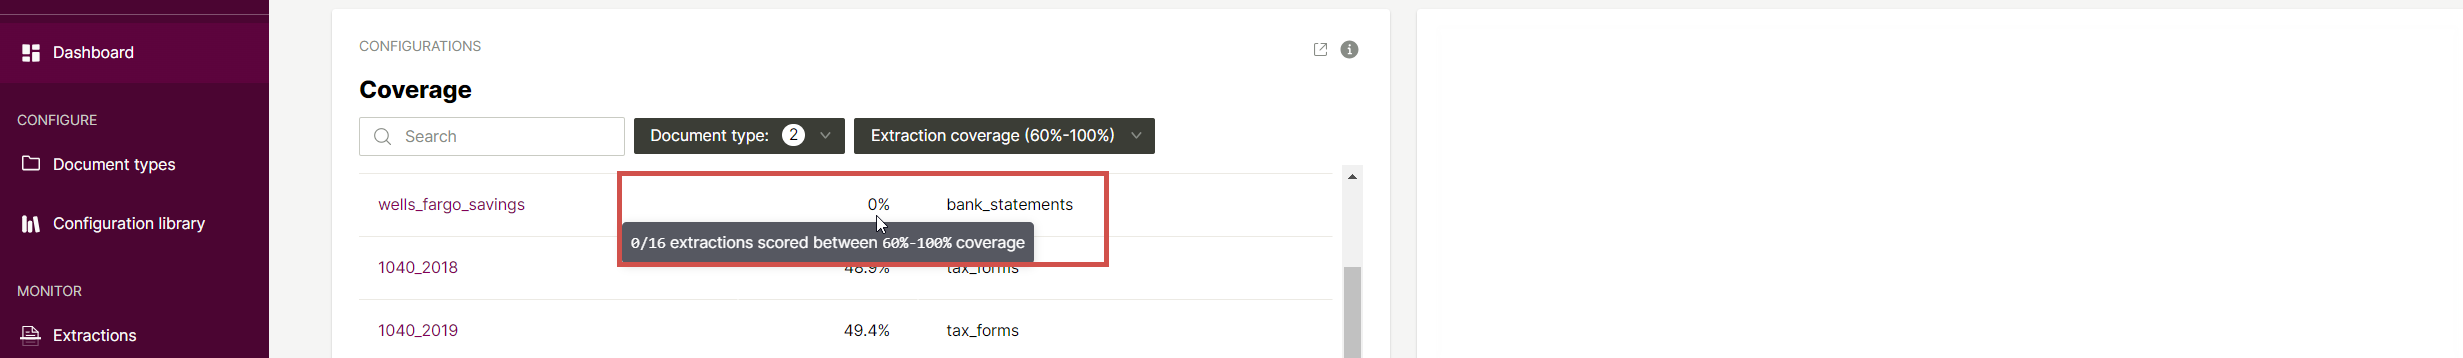 Dashboard
CONFIGURE
Document types
Configuration library
MONITOR
Extractions
CONFIGURATIONS
Coverage
Search
Document type: 2
Extraction coverage (60%-100%)
wells_fargo_savings 0% bank_statements
0/16 extractions scored between 60%-100% coverage
1040_2018 48.9% tax_forms
1040_2019 49.4% tax_forms